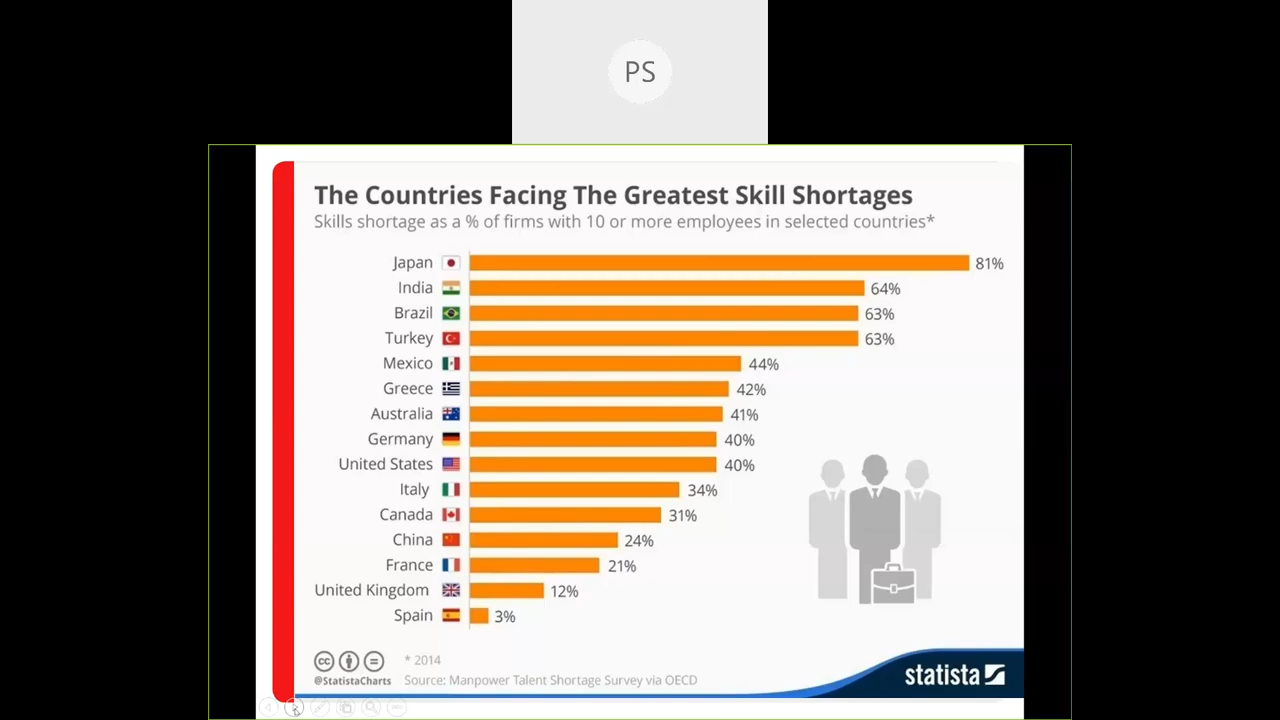 PS
The Countries Facing The Greatest Skill Shortages
Skills shortage as a % of firms with 10 or more employees in selected countries*
Japan 81%
India 64%
Brazil 63%
Turkey 63%
Mexico 44%
Greece 42%
Australia 41%
Germany 40%
United States 40%
Italy 34%
Canada 31%
China 24%
France 21%
United Kingdom 12%
Spain 3%
cc * 2014
@StatistaCharts Source: Manpower Talent Shortage Survey via OECD
statista